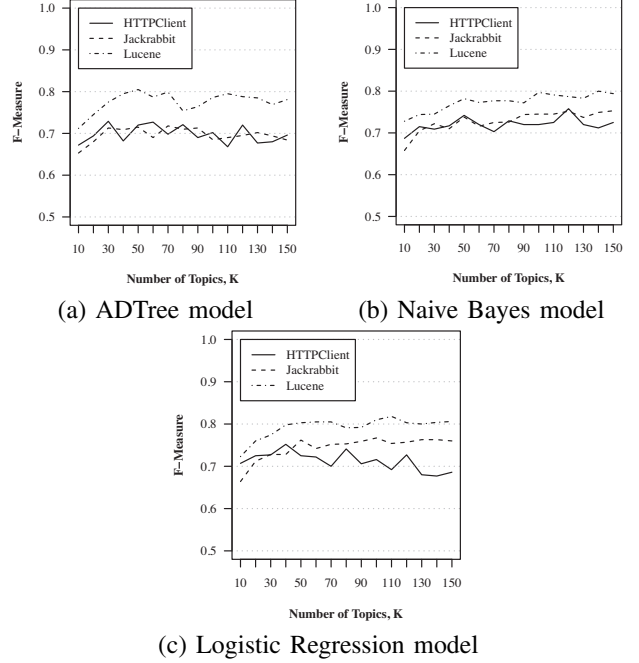 HTTPClient
Jackrabbit
Lucene
1.0
0.9
0.8
0.7
0.6
0.5
F−Measure
10 30 50 70 90 110 130 150
Number of Topics, K
(a) ADTree model
HTTPClient
Jackrabbit
Lucene
1.0
0.9
0.8
0.7
0.6
0.5
F−Measure
10 30 50 70 90 110 130 150
Number of Topics, K
(b) Naive Bayes model
HTTPClient
Jackrabbit
Lucene
1.0
0.9
0.8
0.7
0.6
0.5
F−Measure
10 30 50 70 90 110 130 150
Number of Topics, K
(c) Logistic Regression model